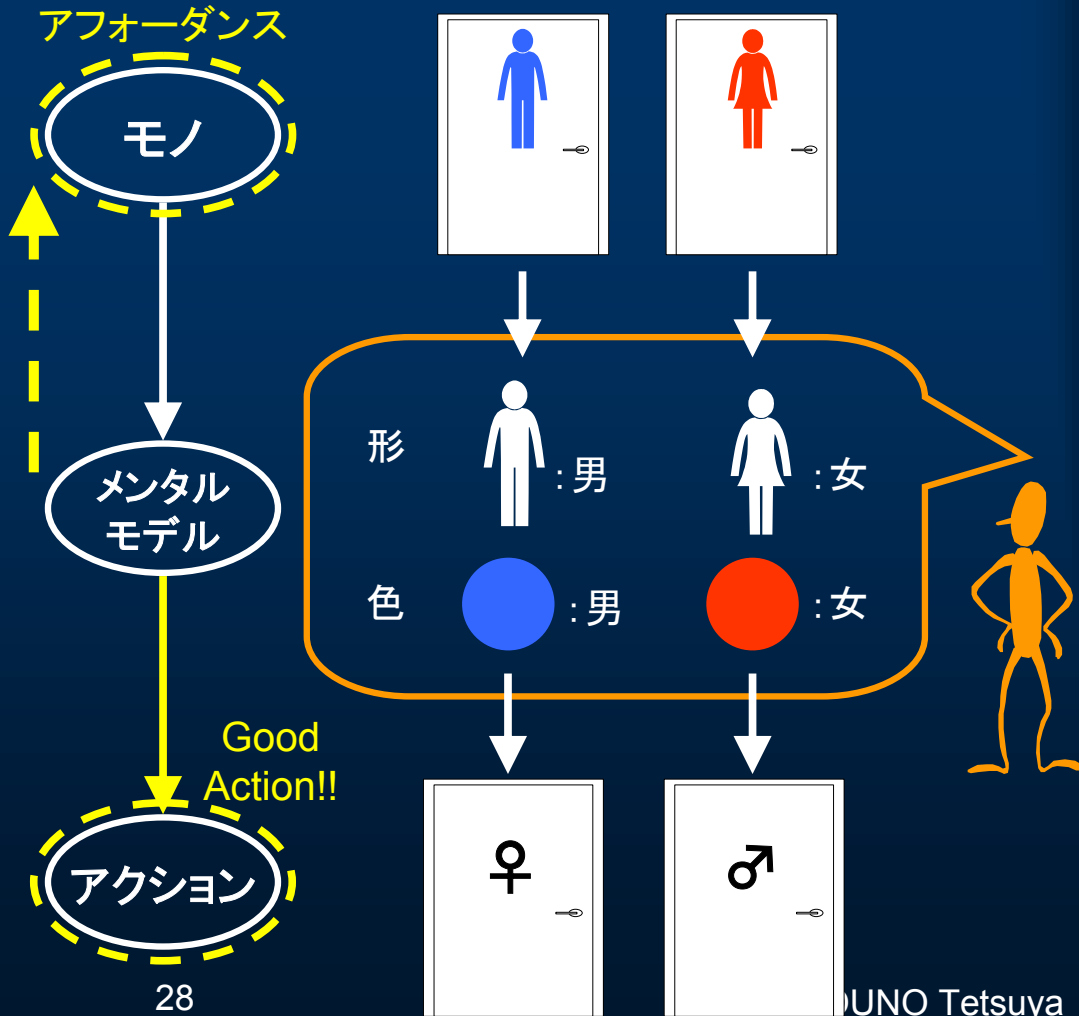 アフォーダンス
モノ
メンタル
モデル
形
: 男
: 女
色
: 男
: 女
Good
Action!!
アクション
♀
♂
28
UNO Tetsuya